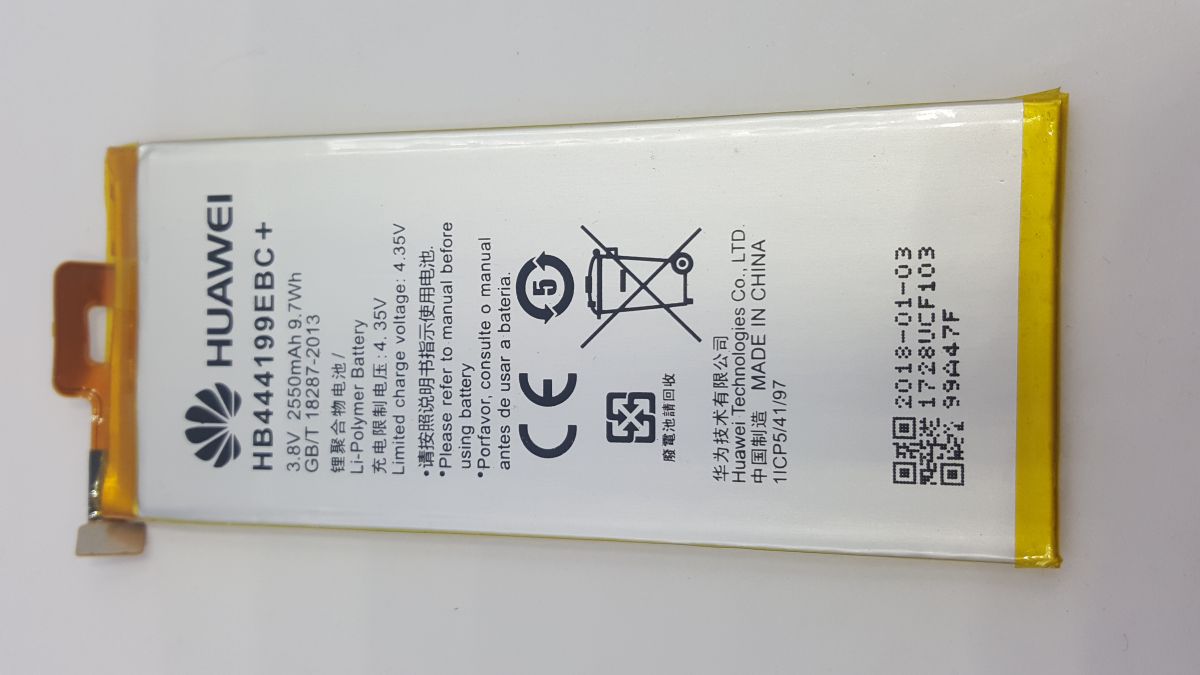 HUAWEI
HB444199EBC+
3.8V 2550mAh 9.7Wh
GB/T 18287-2013
锂聚合物电池/
Li-Polymer Battery
充电限制电压: 4.35V
Limited charge voltage: 4.35V
•请按照说明书指示使用电池.
•Please refer to manual before
using battery
•Porfavor, consulte o manual
antes de usar a bateria.
CE
5
廢電池請回收
华为技术有限公司
Huawei Technologies Co., LTD.
中国制造 MADE IN CHINA
1ICP5/41/97
2018-01-03
1728UCF103
99A47F